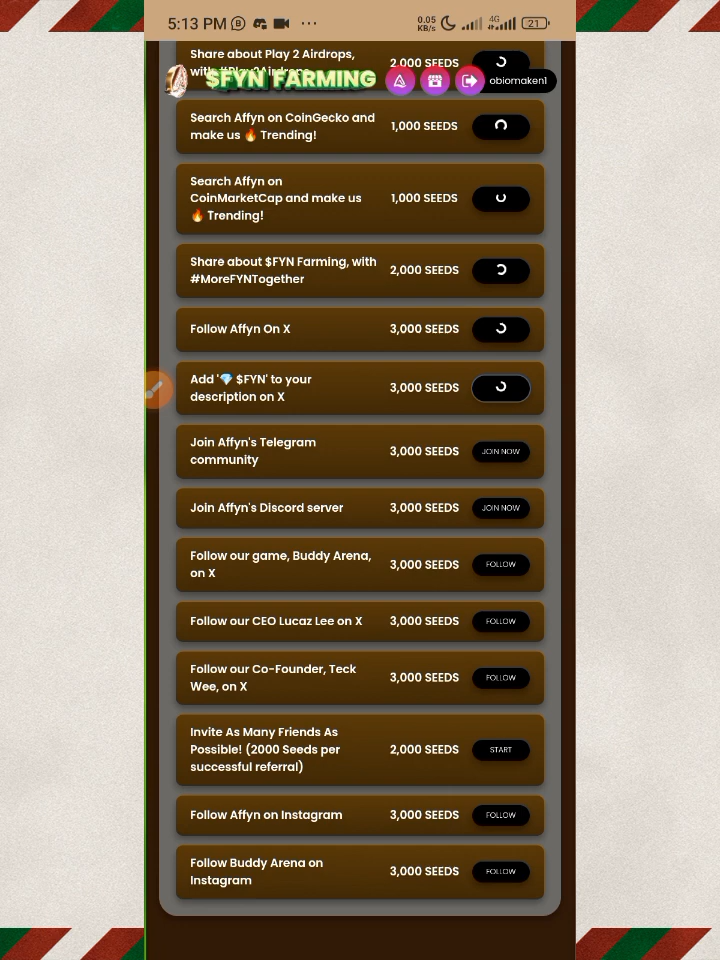 5:13 PM
0.05 KB/s
4G
21
Share about Play 2 Airdrops,
with #Play2Airdrops
2,000 SEEDS
$FYN FARMING
obiomaken1
Search Affyn on CoinGecko and
make us 🔥 Trending!
1,000 SEEDS
Search Affyn on
CoinMarketCap and make us
🔥 Trending!
1,000 SEEDS
Share about $FYN Farming, with
#MoreFYNTogether
2,000 SEEDS
Follow Affyn On X
3,000 SEEDS
Add '💎 $FYN' to your
description on X
3,000 SEEDS
Join Affyn's Telegram
community
3,000 SEEDS
JOIN NOW
Join Affyn's Discord server
3,000 SEEDS
JOIN NOW
Follow our game, Buddy Arena,
on X
3,000 SEEDS
FOLLOW
Follow our CEO Lucaz Lee on X
3,000 SEEDS
FOLLOW
Follow our Co-Founder, Teck
Wee, on X
3,000 SEEDS
FOLLOW
Invite As Many Friends As
Possible! (2000 Seeds per
successful referral)
2,000 SEEDS
START
Follow Affyn on Instagram
3,000 SEEDS
FOLLOW
Follow Buddy Arena on
Instagram
3,000 SEEDS
FOLLOW